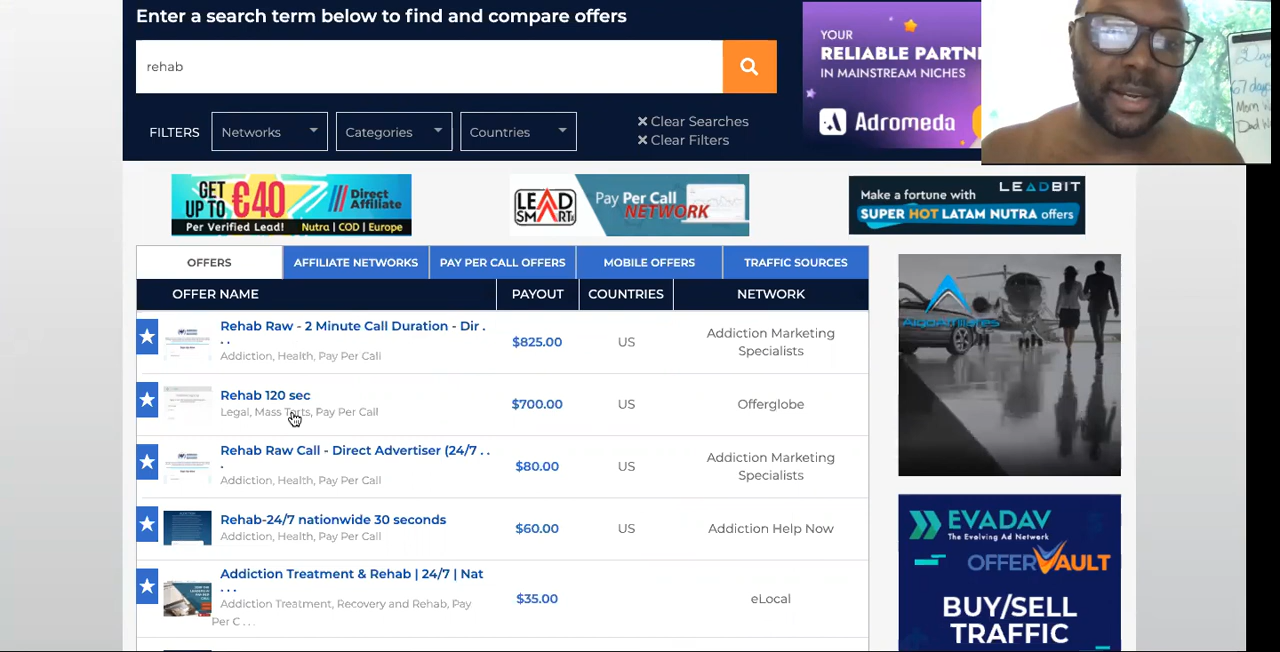 Enter a search term below to find and compare offers
rehab
FILTERS
Networks
Categories
Countries
Clear Searches
Clear Filters
YOUR
RELIABLE
IN MAINSTREAM NICHES
Adromeda
GET
UP TO €40
Direct
Affiliate
Per Verified Lead! Nutra | COD | Europe
LEAD
SMART
Pay Per Call
NETWORK
Make a fortune with LEADBIT
SUPER HOT LATAM NUTRA offers
OFFERS
AFFILIATE NETWORKS
PAY PER CALL OFFERS
MOBILE OFFERS
TRAFFIC SOURCES
OFFER NAME PAYOUT COUNTRIES NETWORK
Rehab Raw - 2 Minute Call Duration - Dir .
. .
Addiction, Health, Pay Per Call
$825.00
US
Addiction Marketing
Specialists
Rehab 120 sec
Legal, Mass Torts, Pay Per Call
$700.00
US
Offerglobe
Rehab Raw Call - Direct Advertiser (24/7 . .
.
Addiction, Health, Pay Per Call
$80.00
US
Addiction Marketing
Specialists
Rehab-24/7 nationwide 30 seconds
Addiction, Health, Pay Per Call
$60.00
US
Addiction Help Now
Addiction Treatment & Rehab | 24/7 | Nat
. . .
Addiction Treatment, Recovery and Rehab, Pay
Per C . . .
$35.00
US
eLocal
EVADAV
The Evolving Ad Network
OFFERVAULT
BUY/SELL
TRAFFIC
67 days
Mom
Dad